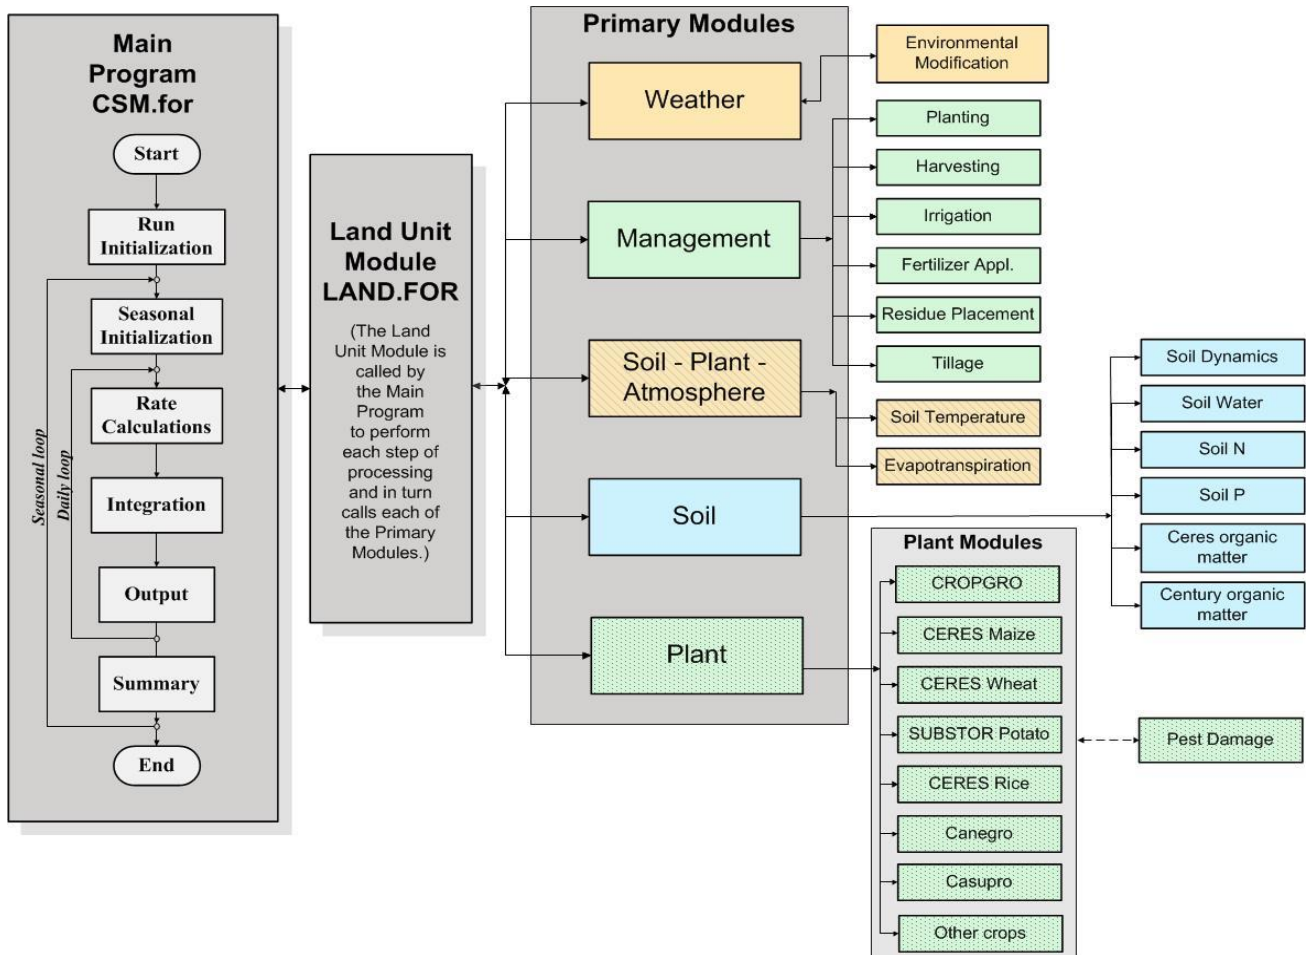 Main
Program
CSM.for
Start
Run
Initialization
Seasonal
Initialization
Rate
Calculations
Integration
Output
Summary
End
Seasonal loop
Daily loop
Land Unit
Module
LAND.FOR
(The Land
Unit Module is
called by
the Main
Program
to perform
each step of
processing
and in turn
calls each of
the Primary
Modules.)
Primary Modules
Weather
Management
Soil - Plant -
Atmosphere
Soil
Plant
Environmental
Modification
Planting
Harvesting
Irrigation
Fertilizer Appl.
Residue Placement
Tillage
Soil Temperature
Evapotranspiration
Soil Dynamics
Soil Water
Soil N
Soil P
Ceres organic
matter
Century organic
matter
Plant Modules
CROPGRO
CERES Maize
CERES Wheat
SUBSTOR Potato
CERES Rice
Canegro
Casupro
Other crops
Pest Damage